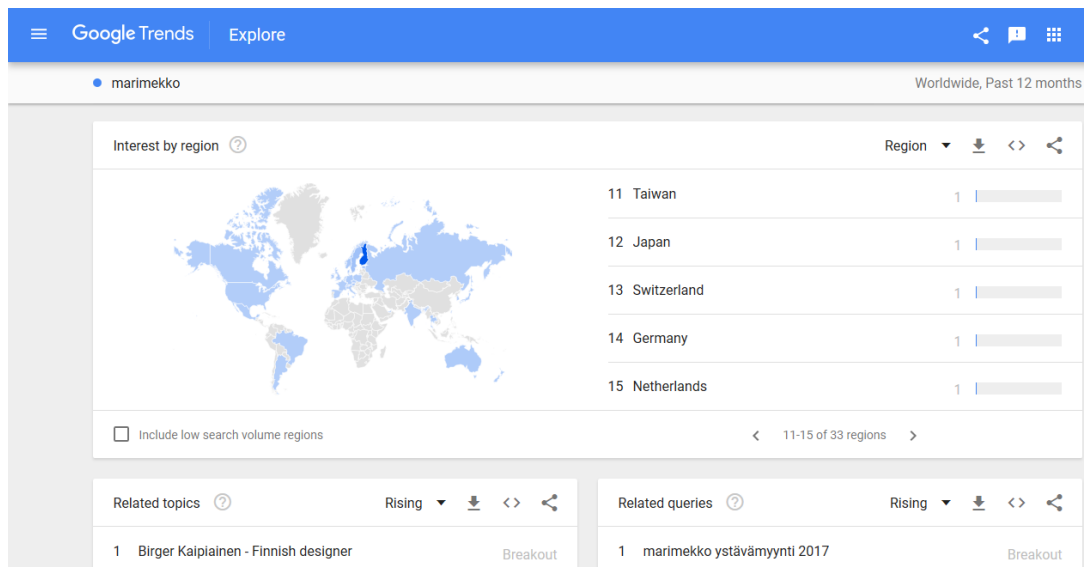 Google Trends Explore
marimekko Worldwide, Past 12 months
Interest by region ? Region
11 Taiwan 1
12 Japan 1
13 Switzerland 1
14 Germany 1
15 Netherlands 1
Include low search volume regions 11-15 of 33 regions
Related topics ? Rising
1 Birger Kaipiainen - Finnish designer Breakout
Related queries ? Rising
1 marimekko ystävämyynti 2017 Breakout